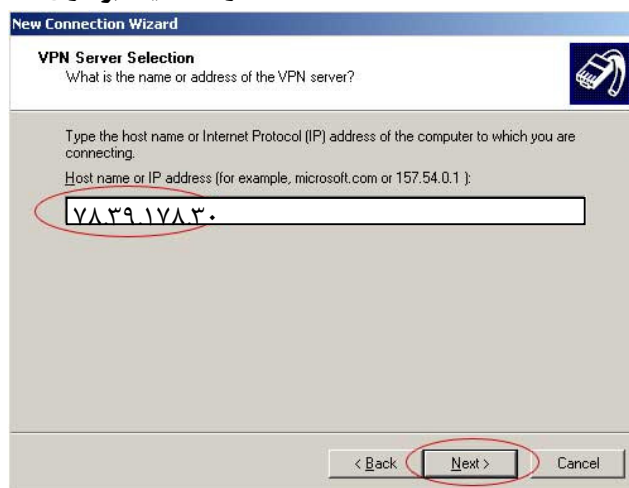 New Connection Wizard
VPN Server Selection
What is the name or address of the VPN server?
Type the host name or Internet Protocol (IP) address of the computer to which you are
connecting.
Host name or IP address (for example, microsoft.com or 157.54.0.1 ):
۷۸.۳۹.۱۷۸.۳۰
< Back
Next >
Cancel